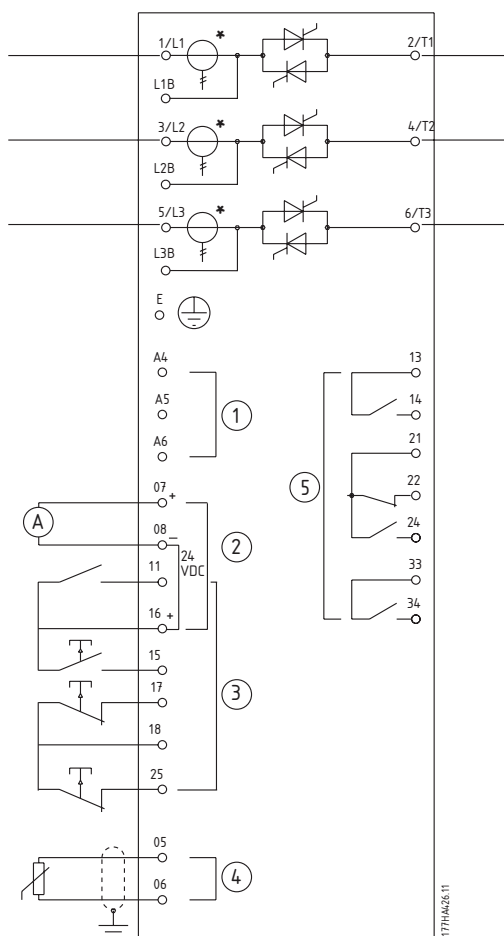 1/L1
*
2/T1
L1B
3/L2
*
4/T2
L2B
5/L3
*
6/T3
L3B
E
A4
A5
A6
1
13
14
21
22
24
33
34
5
07 +
A
08 –
2
24
VDC
11
16 +
15
17
3
18
25
05
06
4
177HA426.11